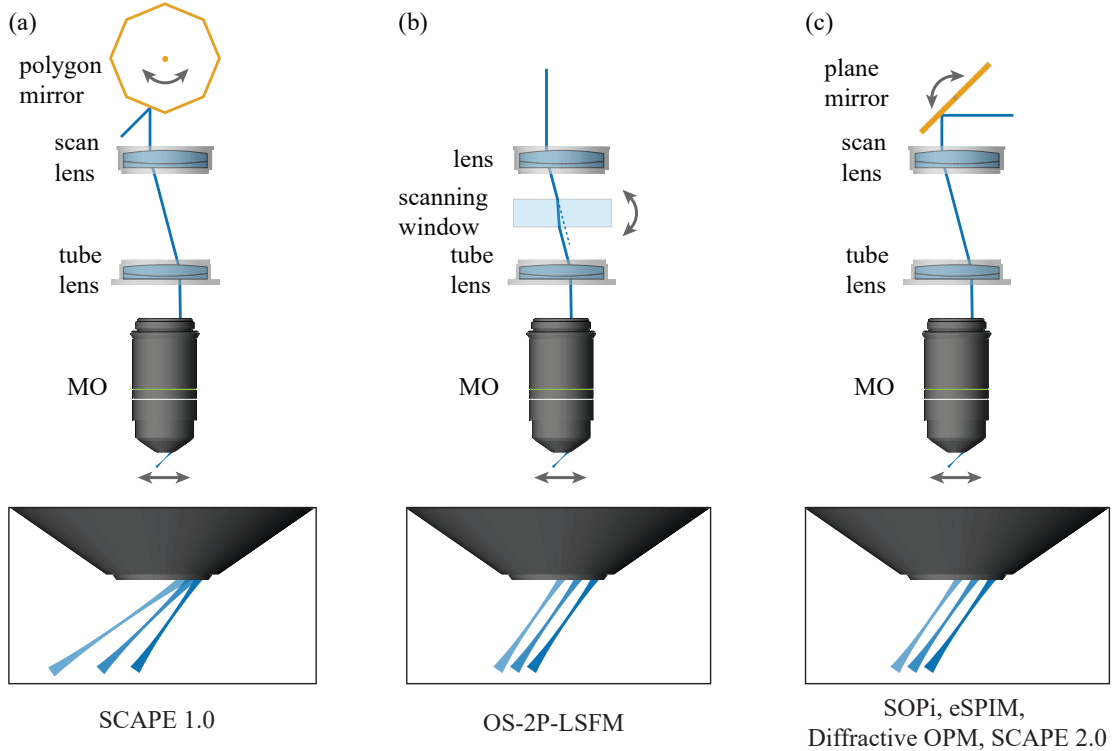 (a)
polygon
mirror
scan
lens
tube
lens
MO
SCAPE 1.0
(b)
lens
scanning
window
tube
lens
MO
OS-2P-LSFM
(c)
plane
mirror
scan
lens
tube
lens
MO
SOPi, eSPIM,
Diffractive OPM, SCAPE 2.0